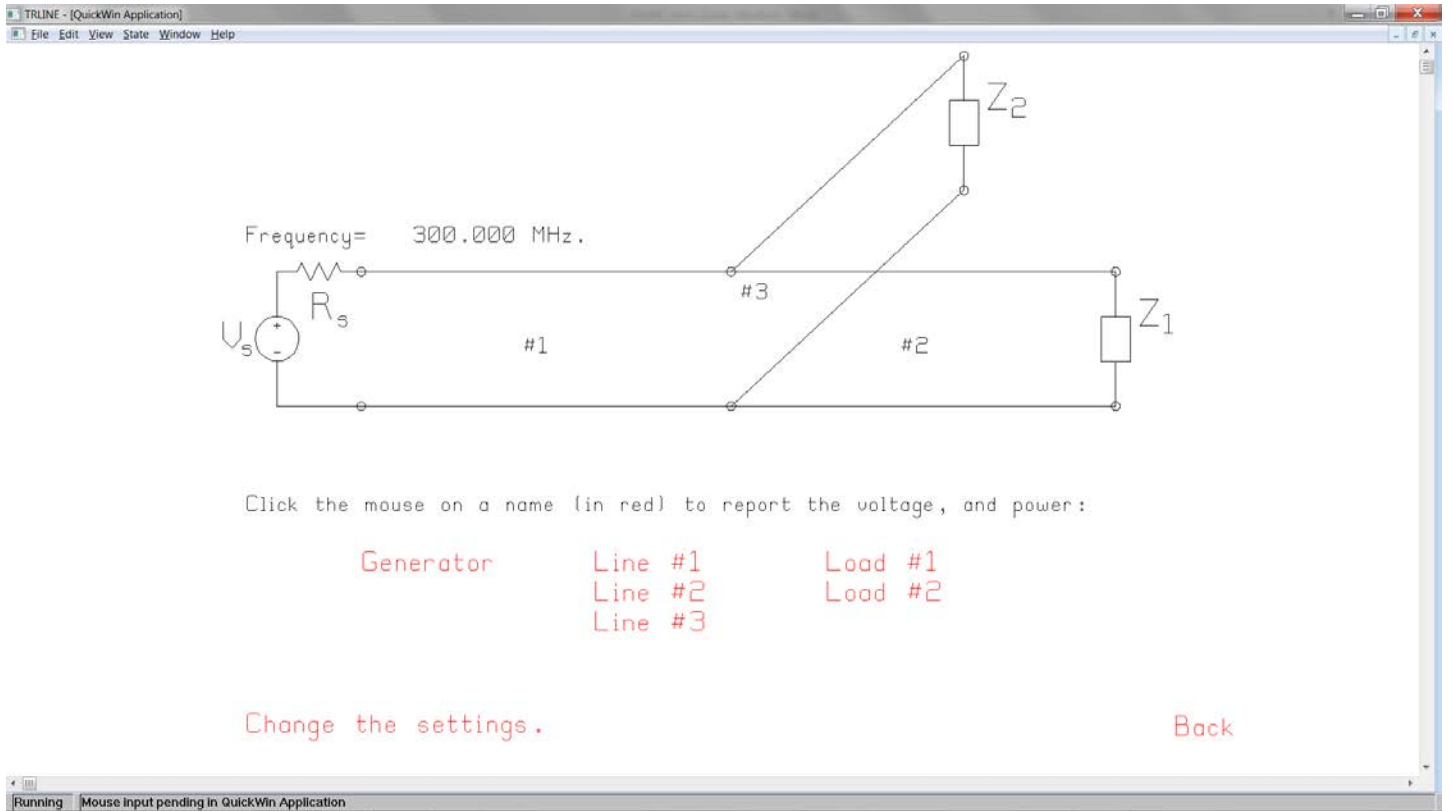 TRLINE - [QuickWin Application]
File Edit View State Window Help
Z2
Frequency= 300.000 MHz.
#3
Rs
Z1
Vs
+
-
#1
#2
Click the mouse on a name (in red) to report the voltage, and power:
Generator Line #1 Load #1
Line #2 Load #2
Line #3
Change the settings. Back
Running Mouse input pending in QuickWin Application